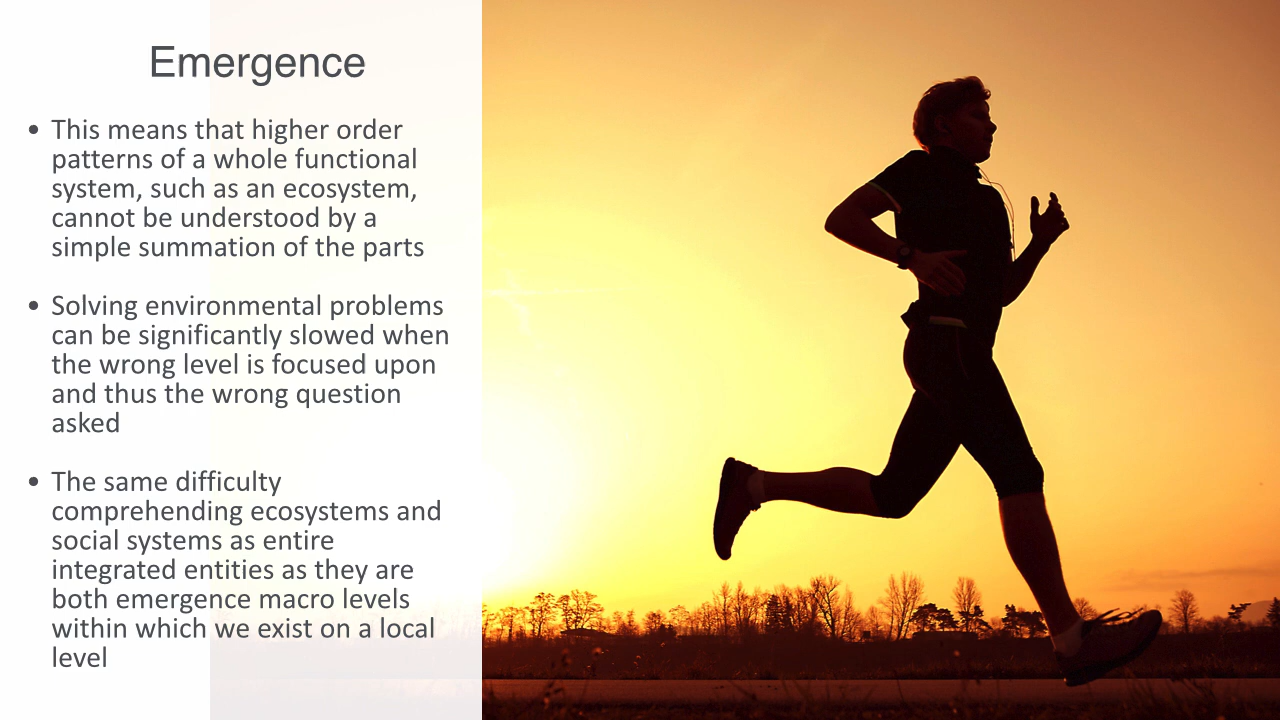 Emergence
• This means that higher order
patterns of a whole functional
system, such as an ecosystem,
cannot be understood by a
simple summation of the parts
• Solving environmental problems
can be significantly slowed when
the wrong level is focused upon
and thus the wrong question
asked
• The same difficulty
comprehending ecosystems and
social systems as entire
integrated entities as they are
both emergence macro levels
within which we exist on a local
level